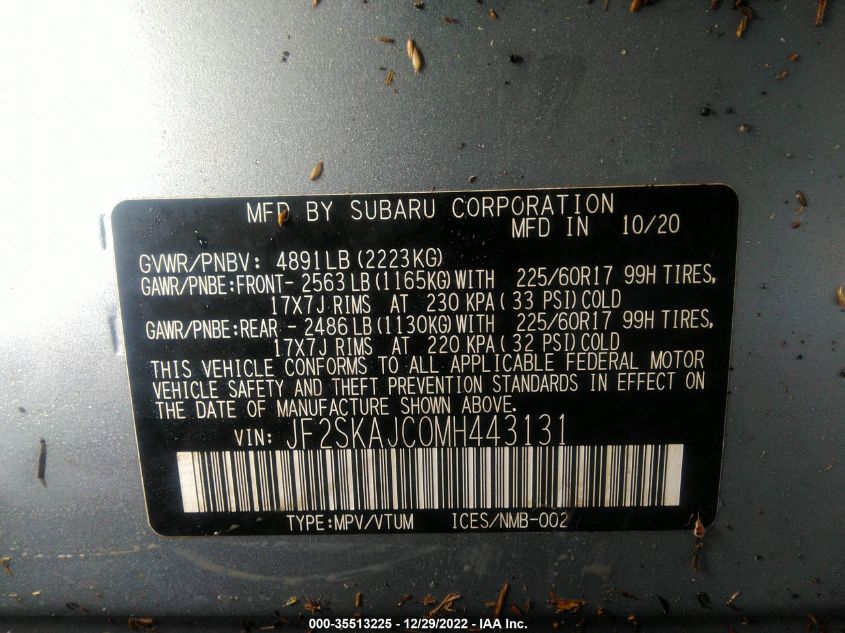 MFD BY SUBARU CORPORATION
MFD IN 10/20
GVWR/PNBV: 4891LB (2223KG)
GAWR/PNBE:FRONT- 2563LB(1165KG)WITH 225/60R17 99H TIRES,
17X7J RIMS AT 230 KPA(33 PSI)COLD
GAWR/PNBE:REAR - 2486LB(1130KG)WITH 225/60R17 99H TIRES,
17X7J RIMS AT 220 KPA(32 PSI)COLD
THIS VEHICLE CONFORMS TO ALL APPLICABLE FEDERAL MOTOR
VEHICLE SAFETY AND THEFT PREVENTION STANDARDS IN EFFECT ON
THE DATE OF MANUFACTURE SHOWN ABOVE.
VIN: JF2SKAJC0MH443131
TYPE:MPV/VTUM ICES/NMB-002
000-35513225 - 12/29/2022 - IAA Inc.